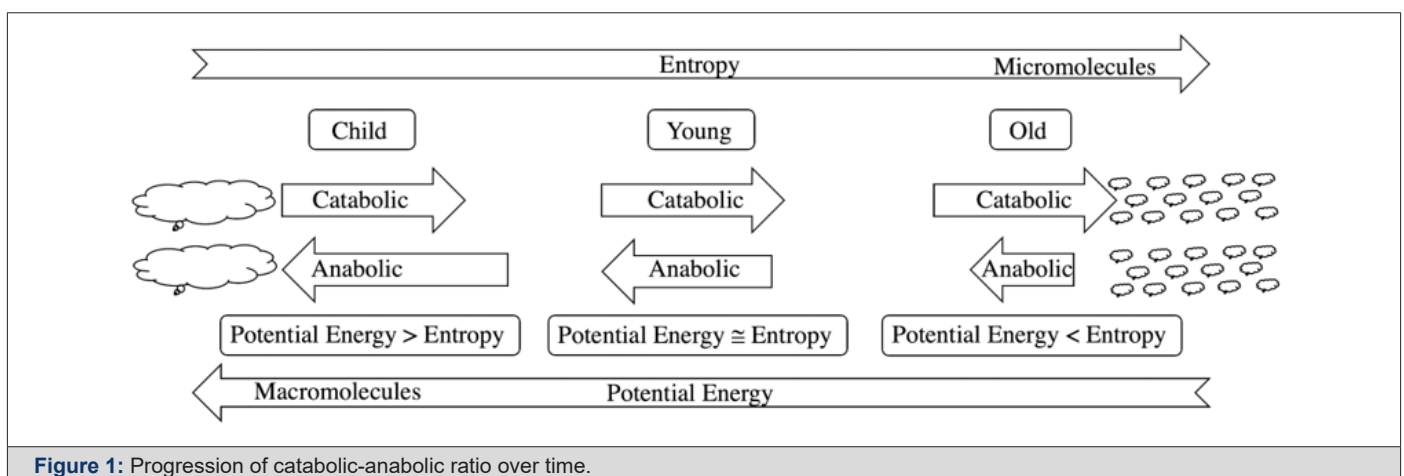 Entropy Micromolecules
Child Young Old
Catabolic Catabolic Catabolic
Anabolic Anabolic Anabolic
Potential Energy > Entropy Potential Energy ≅ Entropy Potential Energy < Entropy
Macromolecules Potential Energy
Figure 1: Progression of catabolic-anabolic ratio over time.